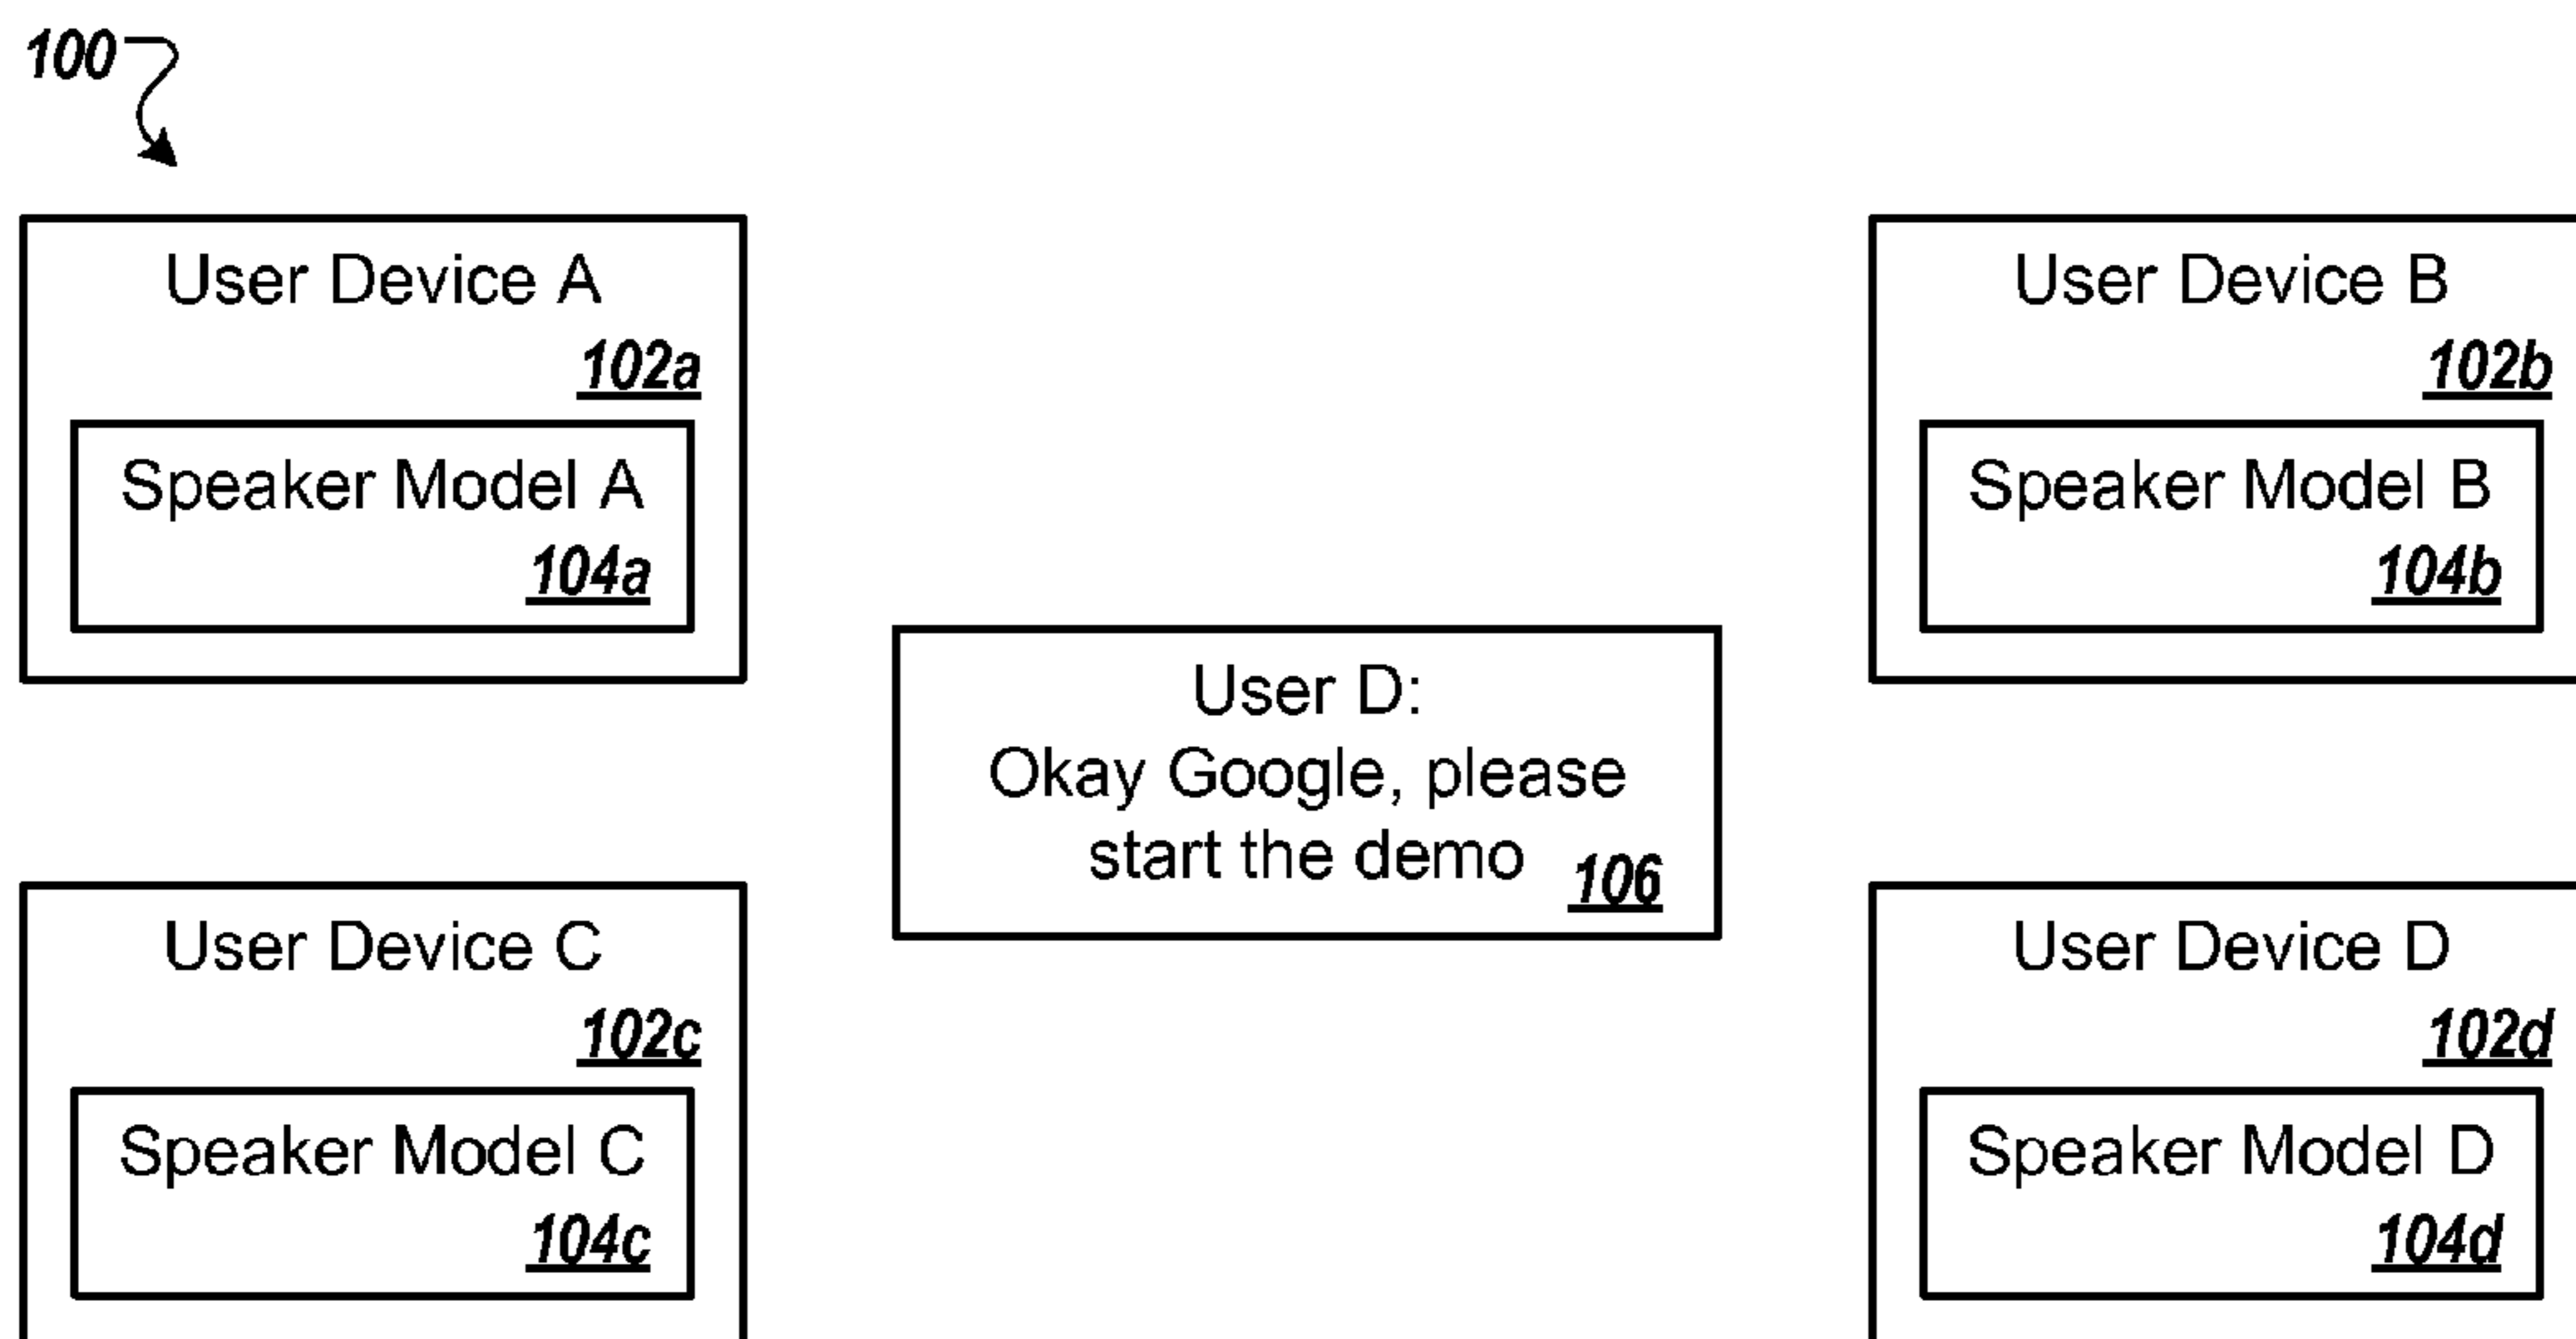 100
User Device A
102a
Speaker Model A
104a
User Device B
102b
Speaker Model B
104b
User D:
Okay Google, please
start the demo
106
User Device C
102c
Speaker Model C
104c
User Device D
102d
Speaker Model D
104d